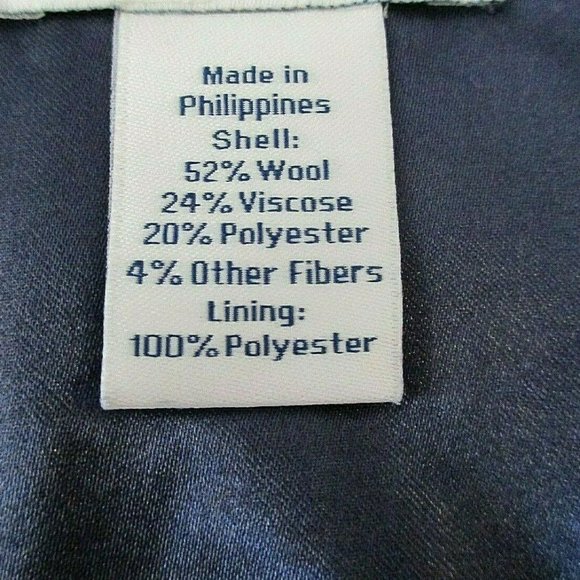 Made in
Philippines
Shell:
52% Wool
24% Viscose
20% Polyester
4% Other Fibers
Lining:
100% Polyester